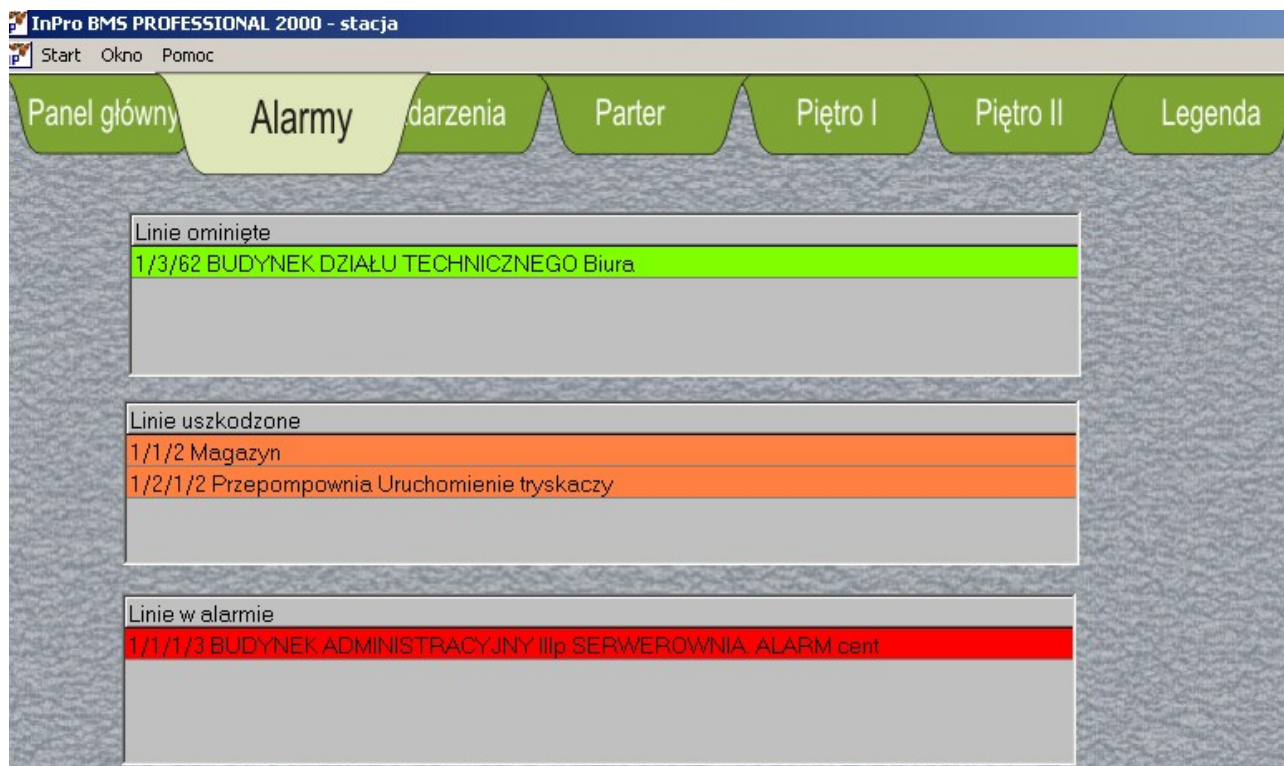 InPro BMS PROFESSIONAL 2000 - stacja
Start Okno Pomoc
Panel główny Alarmy darzenia Parter Piętro I Piętro II Legenda
Linie ominięte
1/3/62 BUDYNEK DZIAŁU TECHNICZNEGO Biura
Linie uszkodzone
1/1/2 Magazyn
1/2/1/2 Przepompownia Uruchomienie tryskaczy
Linie w alarmie
1/1/1/3 BUDYNEK ADMINISTRACYJNY IIIp SERWEROWNIA. ALARM cent